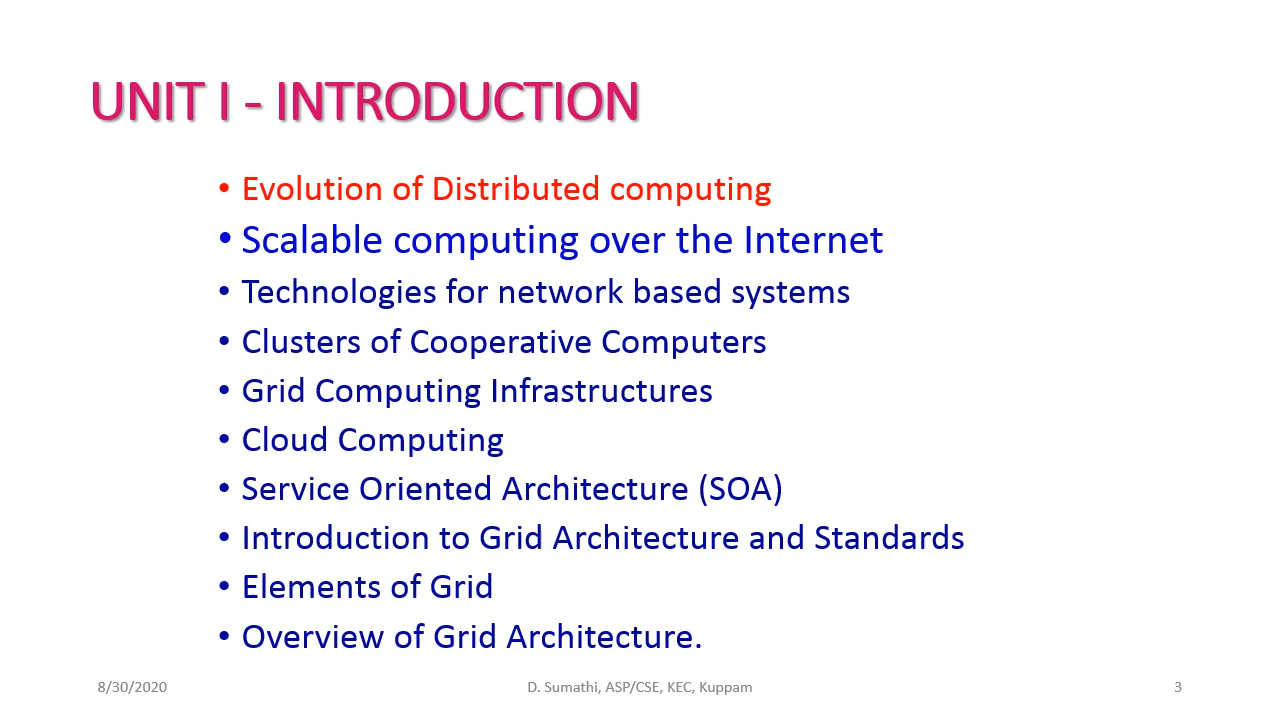 UNIT I - INTRODUCTION
• Evolution of Distributed computing
• Scalable computing over the Internet
• Technologies for network based systems
• Clusters of Cooperative Computers
• Grid Computing Infrastructures
• Cloud Computing
• Service Oriented Architecture (SOA)
• Introduction to Grid Architecture and Standards
• Elements of Grid
• Overview of Grid Architecture.
8/30/2020 D. Sumathi, ASP/CSE, KEC, Kuppam 3